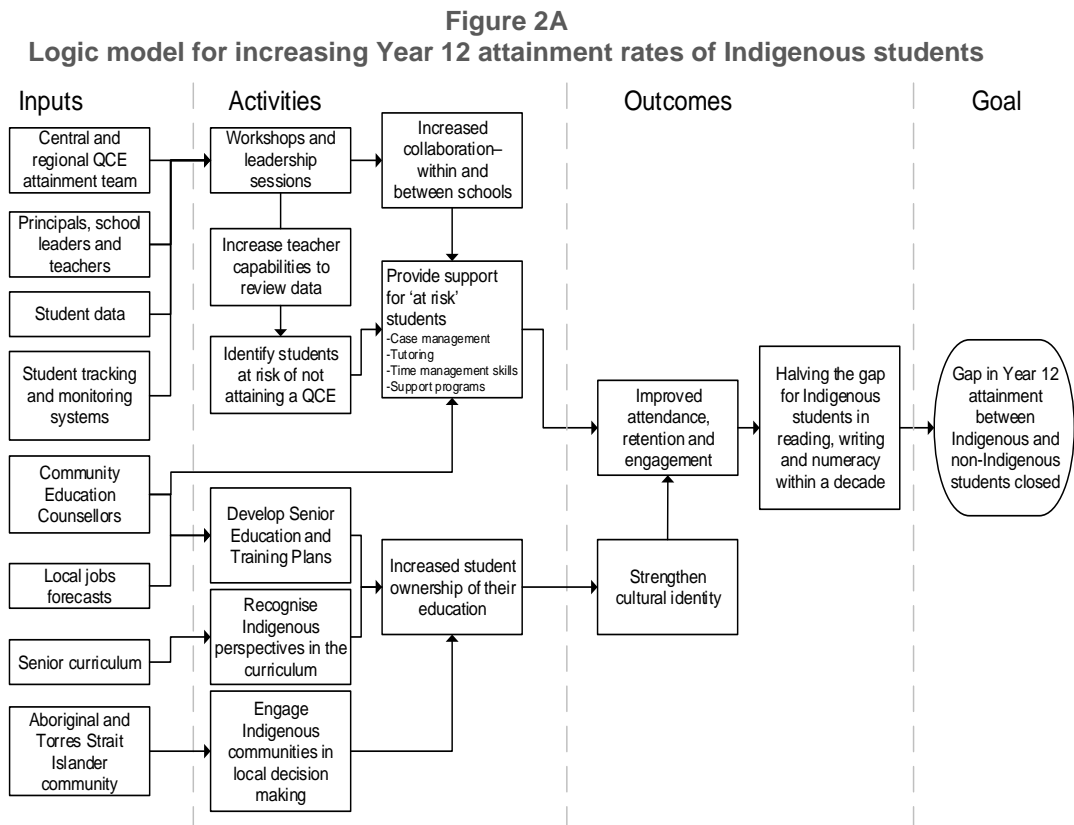 Figure 2A
Logic model for increasing Year 12 attainment rates of Indigenous students
Inputs
Activities
Outcomes
Goal
Central and
regional QCE
attainment team
Principals, school
leaders and
teachers
Student data
Student tracking
and monitoring
systems
Community
Education
Counsellors
Local jobs
forecasts
Senior curriculum
Aboriginal and
Torres Strait
Islander
community
Workshops and
leadership
sessions
Increase teacher
capabilities to
review data
Identify students
at risk of not
attaining a QCE
Develop Senior
Education and
Training Plans
Recognise
Indigenous
perspectives in the
curriculum
Engage
Indigenous
communities in
local decision
making
Increased
collaboration–
within and
between schools
Provide support
for ‘at risk’
students
-Case management
-Tutoring
-Time management skills
-Support programs
Increased student
ownership of their
education
Improved
attendance,
retention and
engagement
Strengthen
cultural identity
Halving the gap
for Indigenous
students in
reading, writing
and numeracy
within a decade
Gap in Year 12
attainment
between
Indigenous and
non-Indigenous
students closed